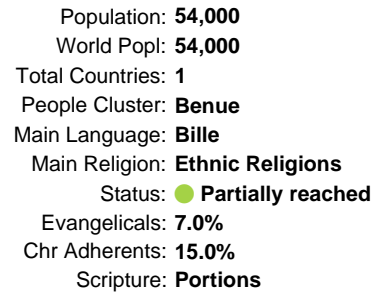 Population: 54,000
World Popl: 54,000
Total Countries: 1
People Cluster: Benue
Main Language: Bille
Main Religion: Ethnic Religions
Status: Partially reached
Evangelicals: 7.0%
Chr Adherents: 15.0%
Scripture: Portions